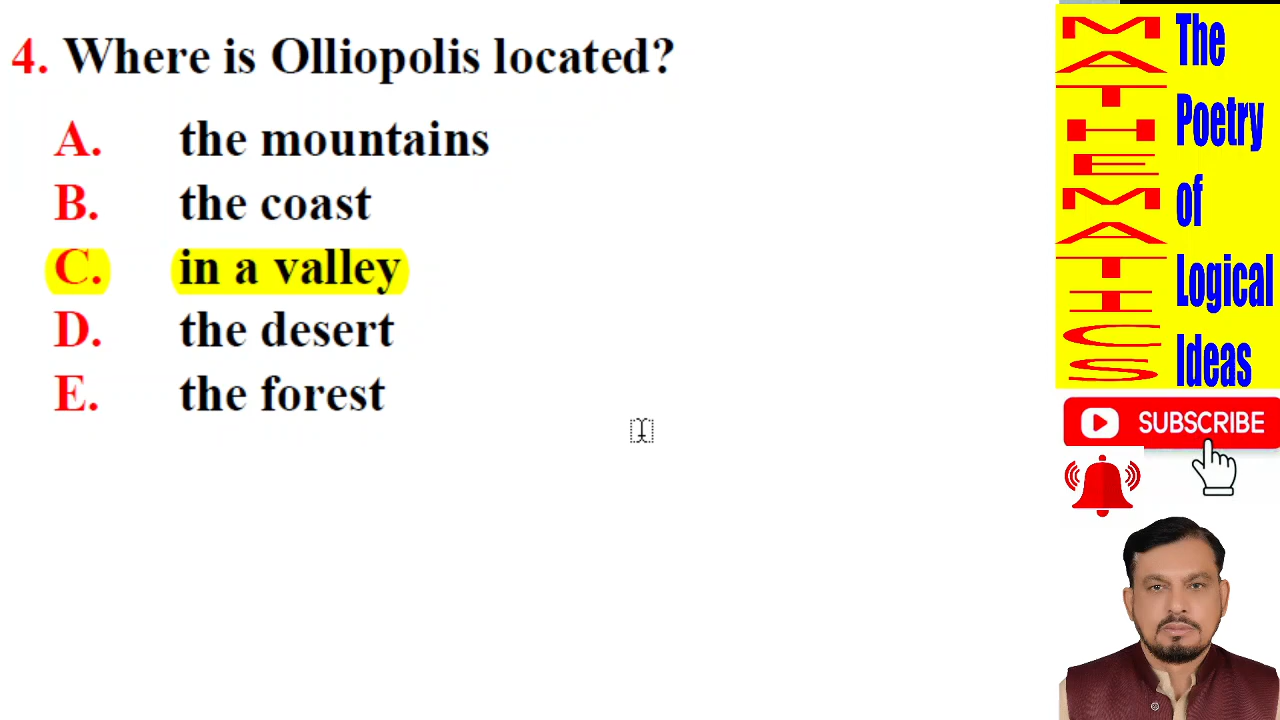 4. Where is Olliopolis located?
A. the mountains
B. the coast
C. in a valley
D. the desert
E. the forest
MATHEMATICS
The
Poetry
of
Logical
Ideas
SUBSCRIBE